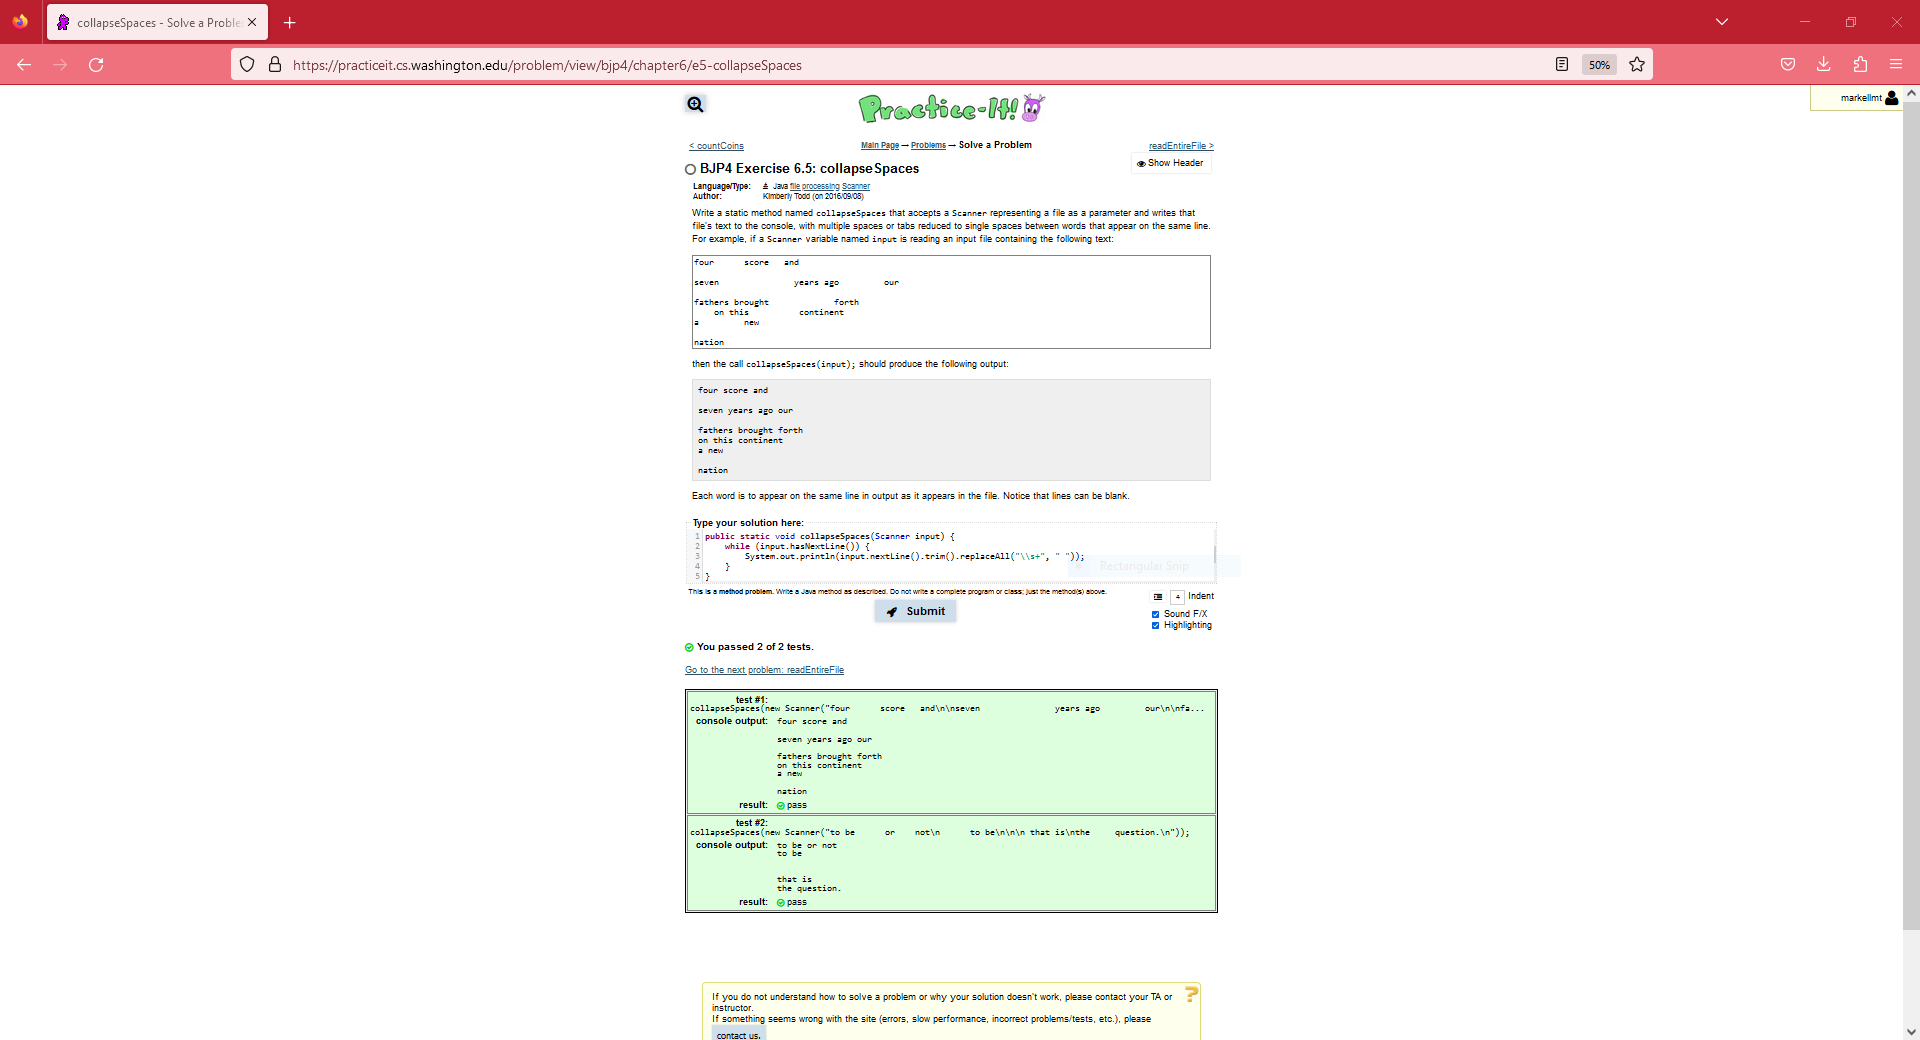 collapseSpaces - Solve a Proble
https://practiceit.cs.washington.edu/problem/view/bjp4/chapter6/e5-collapseSpaces
50%
Practice-It!
markellmt
< countCoins
Main Page → Problems → Solve a Problem
readEntireFile >
Show Header
BJP4 Exercise 6.5: collapseSpaces
Language/Type: Java file processing Scanner
Author: Kimberly Todd (on 2016/09/08)
Write a static method named collapseSpaces that accepts a Scanner representing a file as a parameter and writes that
file's text to the console, with multiple spaces or tabs reduced to single spaces between words that appear on the same line.
For example, if a Scanner variable named input is reading an input file containing the following text:
four      score   and
seven               years ago         our
fathers brought             forth
    on this          continent
a         new
nation
then the call collapseSpaces(input); should produce the following output:
four score and
seven years ago our
fathers brought forth
on this continent
a new
nation
Each word is to appear on the same line in output as it appears in the file. Notice that lines can be blank.
Type your solution here:
1 public static void collapseSpaces(Scanner input) {
2     while (input.hasNextLine()) {
3         System.out.println(input.nextLine().trim().replaceAll("\\s+", " "));
4     }
5 }
Rectangular Snip
This is a method problem. Write a Java method as described. Do not write a complete program or class; just the method(s) above.
4 Indent
Submit
Sound F/X
Highlighting
You passed 2 of 2 tests.
Go to the next problem: readEntireFile
test #1:
collapseSpaces(new Scanner("four      score   and\n\nseven               years ago         our\n\nfa...
console output: four score and
seven years ago our
fathers brought forth
on this continent
a new
nation
result: pass
test #2:
collapseSpaces(new Scanner("to be      or    not\n      to be\n\n\n that is\nthe     question.\n"));
console output: to be or not
to be
that is
the question.
result: pass
If you do not understand how to solve a problem or why your solution doesn't work, please contact your TA or
instructor.
If something seems wrong with the site (errors, slow performance, incorrect problems/tests, etc.), please
contact us.